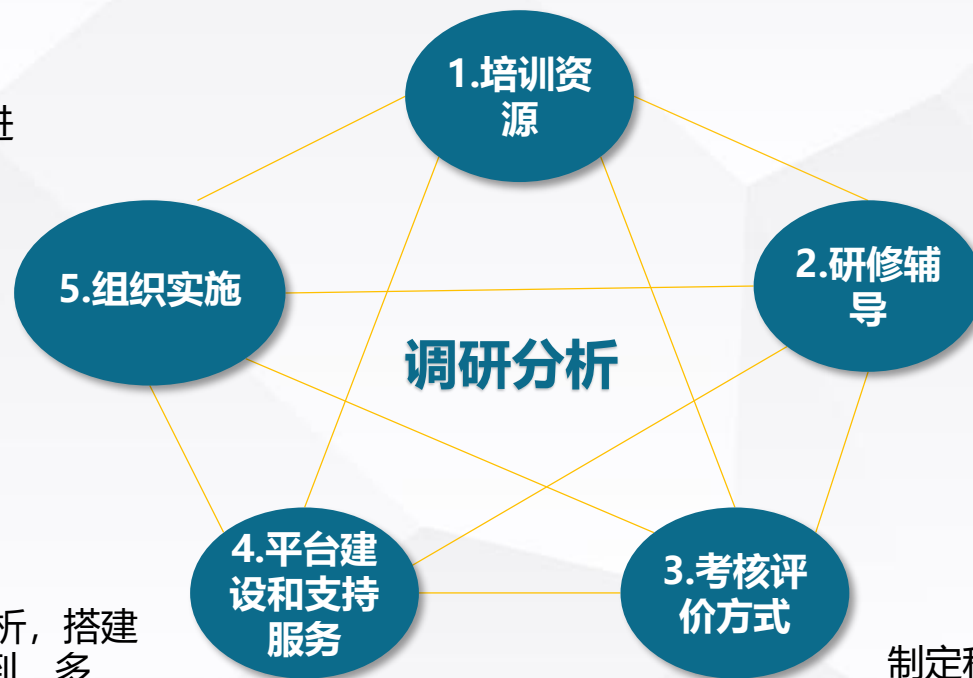 1.培训资
源
进
5.组织实施
2.研修辅
导
调研分析
4.平台建
设和支持
服务
3.考核评
价方式
析，搭建
制定